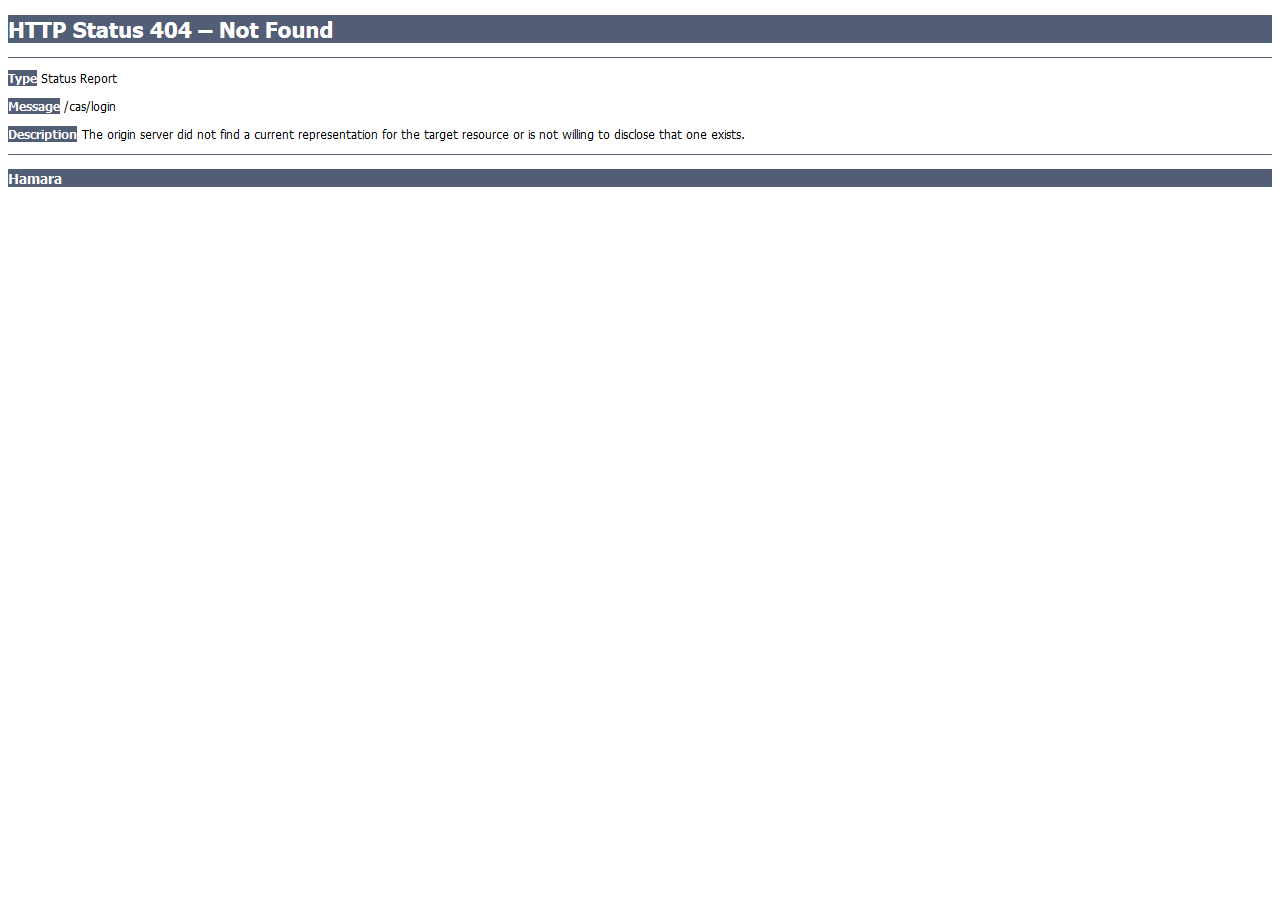 HTTP Status 404 – Not Found
Type Status Report
Message /cas/login
Description The origin server did not find a current representation for the target resource or is not willing to disclose that one exists.
Hamara